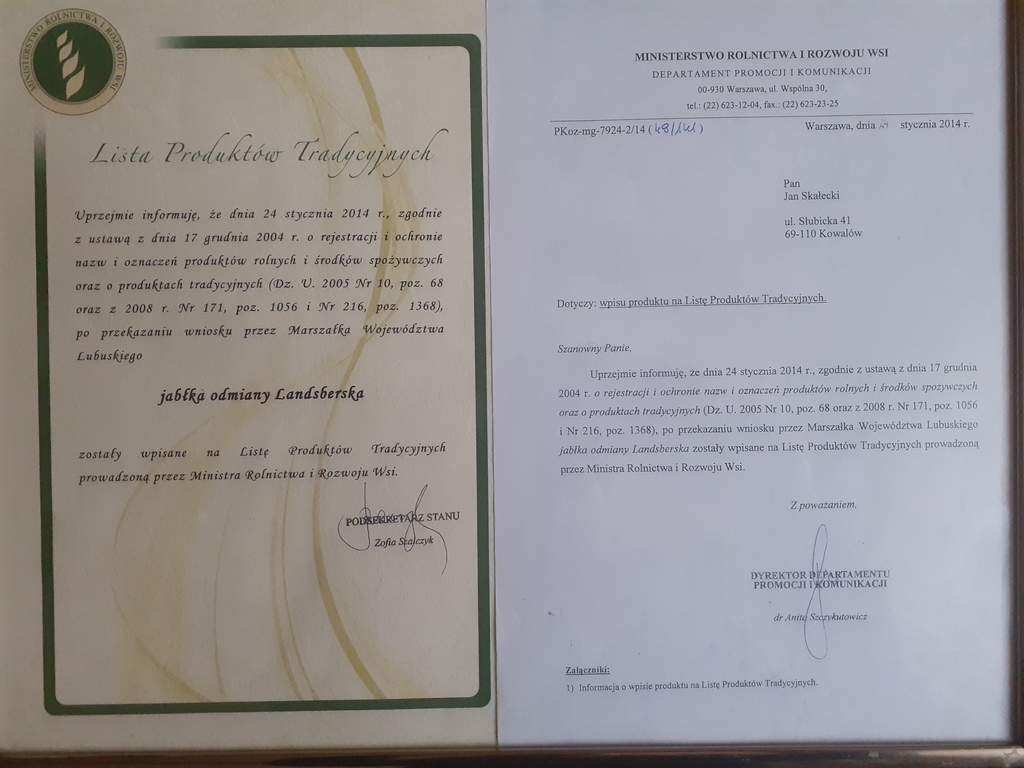 MINISTERSTWO ROLNICTWA I ROZWOJU WSI
Lista Produktów Tradycyjnych
Uprzejmie informuję, że dnia 24 stycznia 2014 r., zgodnie
z ustawą z dnia 17 grudnia 2004 r. o rejestracji i ochronie
nazw i oznaczeń produktów rolnych i środków spożywczych
oraz o produktach tradycyjnych (Dz. U. 2005 Nr 10, poz. 68
oraz z 2008 r. Nr 171, poz. 1056 i Nr 216, poz. 1368),
po przekazaniu wniosku przez Marszałka Województwa
Lubuskiego
jabłka odmiany Landsberska
zostały wpisane na Listę Produktów Tradycyjnych
prowadzoną przez Ministra Rolnictwa i Rozwoju Wsi.
PODSEKRETARZ STANU
Zofia Szalczyk
MINISTERSTWO ROLNICTWA I ROZWOJU WSI
DEPARTAMENT PROMOCJI I KOMUNIKACJI
00-930 Warszawa, ul. Wspólna 30,
tel.: (22) 623-12-04, fax.: (22) 623-23-25
PKoz-mg-7924-2/14 (48/141)
Warszawa, dnia stycznia 2014 r.
Pan
Jan Skałecki
ul. Słubicka 41
69-110 Kowalów
Dotyczy: wpisu produktu na Listę Produktów Tradycyjnych.
Szanowny Panie,
Uprzejmie informuję, że dnia 24 stycznia 2014 r., zgodnie z ustawą z dnia 17 grudnia
2004 r. o rejestracji i ochronie nazw i oznaczeń produktów rolnych i środków spożywczych
oraz o produktach tradycyjnych (Dz. U. 2005 Nr 10, poz. 68 oraz z 2008 r. Nr 171, poz. 1056
i Nr 216, poz. 1368), po przekazaniu wniosku przez Marszałka Województwa Lubuskiego
jabłka odmiany Landsberska zostały wpisane na Listę Produktów Tradycyjnych prowadzoną
przez Ministra Rolnictwa i Rozwoju Wsi.
Z poważaniem,
DYREKTOR DEPARTAMENTU
PROMOCJI I KOMUNIKACJI
dr Anita Szczykutowicz
Załączniki:
1) Informacja o wpisie produktu na Listę Produktów Tradycyjnych.